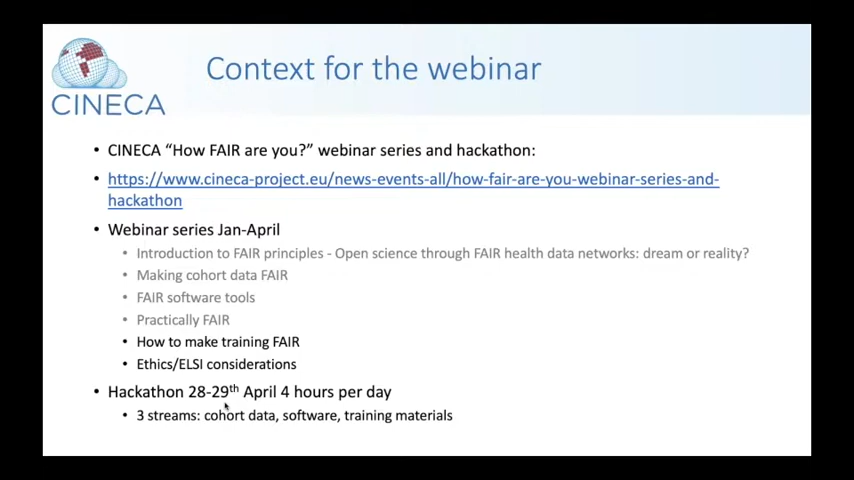 Context for the webinar
CINECA
• CINECA “How FAIR are you?” webinar series and hackathon:
• https://www.cineca-project.eu/news-events-all/how-fair-are-you-webinar-series-and-
hackathon
• Webinar series Jan-April
• Introduction to FAIR principles - Open science through FAIR health data networks: dream or reality?
• Making cohort data FAIR
• FAIR software tools
• Practically FAIR
• How to make training FAIR
• Ethics/ELSI considerations
• Hackathon 28-29th April 4 hours per day
• 3 streams: cohort data, software, training materials